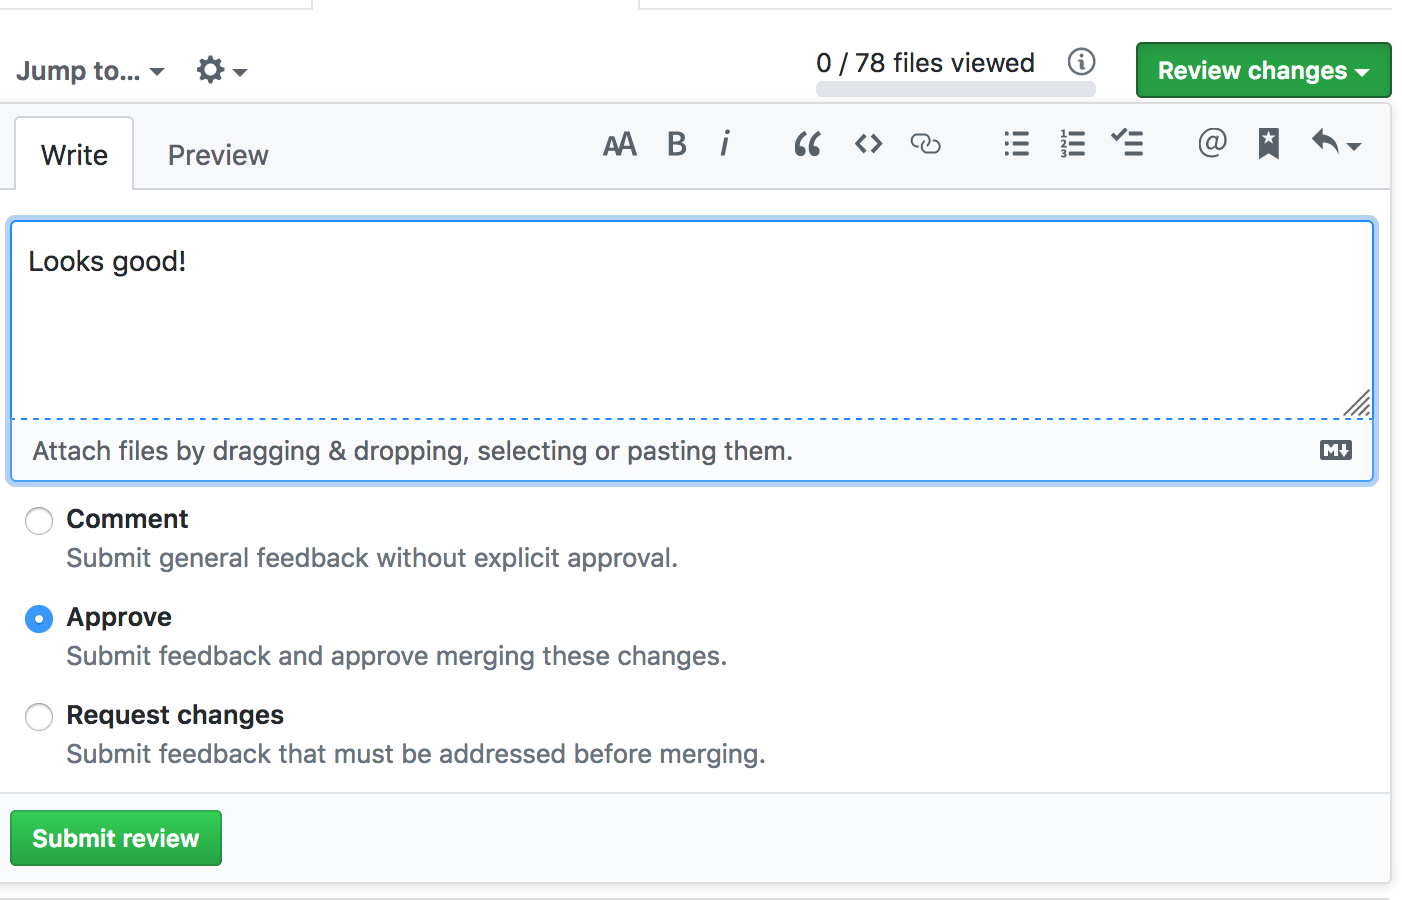 Jump to...
0 / 78 files viewed
Review changes
Write
Preview
AA B i @
Looks good!
Attach files by dragging & dropping, selecting or pasting them.
M
Comment
Submit general feedback without explicit approval.
Approve
Submit feedback and approve merging these changes.
Request changes
Submit feedback that must be addressed before merging.
Submit review